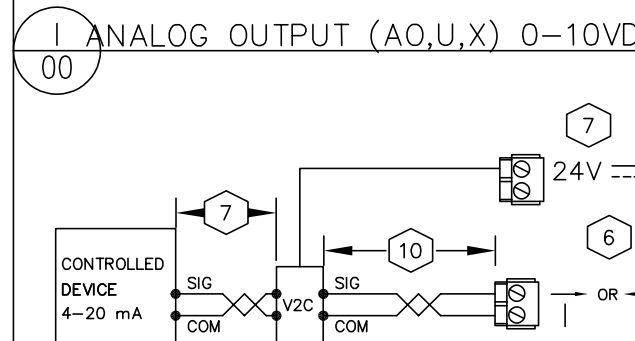 I
00
ANALOG OUTPUT (AO,U,X) 0-10VD
7
24V
7
6
10
CONTROLLED
DEVICE
4-20 mA
SIG
COM
V2C
SIG
COM
OR